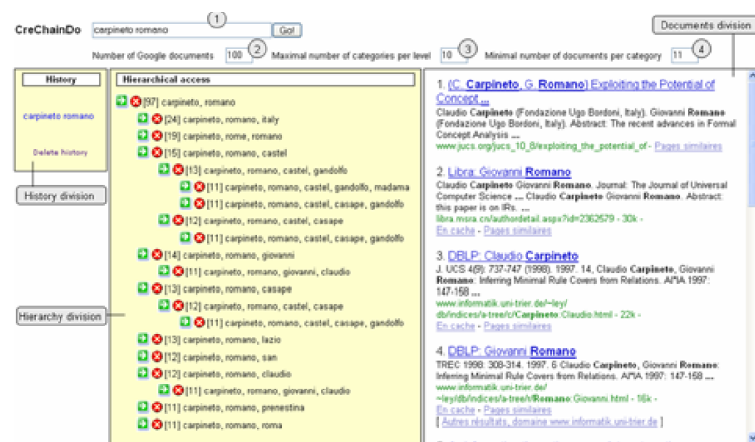 1
Documents division
CreChainDo carpineto romano Go!
Number of Google documents 100 2 Maximal number of categories per level 10 3 Minimal number of documents per category 11 4
History
carpineto romano
Delete history
History division
Hierarchy division
Hierarchical access
[97] carpineto, romano
[24] carpineto, romano, italy
[19] carpineto, rome, romano
[15] carpineto, romano, castel
[13] carpineto, romano, castel, gandolfo
[11] carpineto, romano, castel, gandolfo, madama
[11] carpineto, romano, castel, casape, gandolfo
[12] carpineto, romano, castel, casape
[11] carpineto, romano, castel, casape, gandolfo
[14] carpineto, romano, giovanni
[11] carpineto, romano, giovanni, claudio
[13] carpineto, romano, casape
[12] carpineto, romano, castel, casape
[11] carpineto, romano, castel, casape, gandolfo
[13] carpineto, romano, lazio
[12] carpineto, romano, san
[12] carpineto, romano, claudio
[11] carpineto, romano, giovanni, claudio
[11] carpineto, romano, prenestina
[11] carpineto, romano, roma
1. (C. Carpineto, G. Romano) Exploiting the Potential of
Concept ...
Claudio Carpineto (Fondazione Ugo Bordoni, Italy). Giovanni Romano
(Fondazione Ugo Bordoni, Italy). Abstract: The recent advances in Formal
Concept Analysis ...
www.jucs.org/jucs_10_8/exploiting_the_potential_of - Pages similaires
2. Libra: Giovanni Romano
Claudio Carpineto Giovanni Romano. Journal: The Journal of Universal
Computer Science ... Claudio Carpineto Giovanni Romano. Abstract:
this paper is on IRs. ...
libra.msra.cn/authordetail.aspx?id=2362579 - 30k -
En cache - Pages similaires
3. DBLP: Claudio Carpineto
J. UCS 4(9): 737-747 (1998). 1997. 14, Claudio Carpineto, Giovanni
Romano: Inferring Minimal Rule Covers from Relations. AI*IA 1997:
147-158 ...
www.informatik.uni-trier.de/~ley/
db/indices/a-tree/c/Carpineto:Claudio.html - 22k -
En cache - Pages similaires
4. DBLP: Giovanni Romano
TREC 1998: 308-314. 1997. 6 Claudio Carpineto, Giovanni Romano:
Inferring Minimal Rule Covers from Relations. AI*IA 1997: 147-158 ...
www.informatik.uni-trier.de/
~ley/db/indices/a-tree/r/Romano:Giovanni.html - 16k -
En cache - Pages similaires
[ Autres résultats, domaine www.informatik.uni-trier.de ]